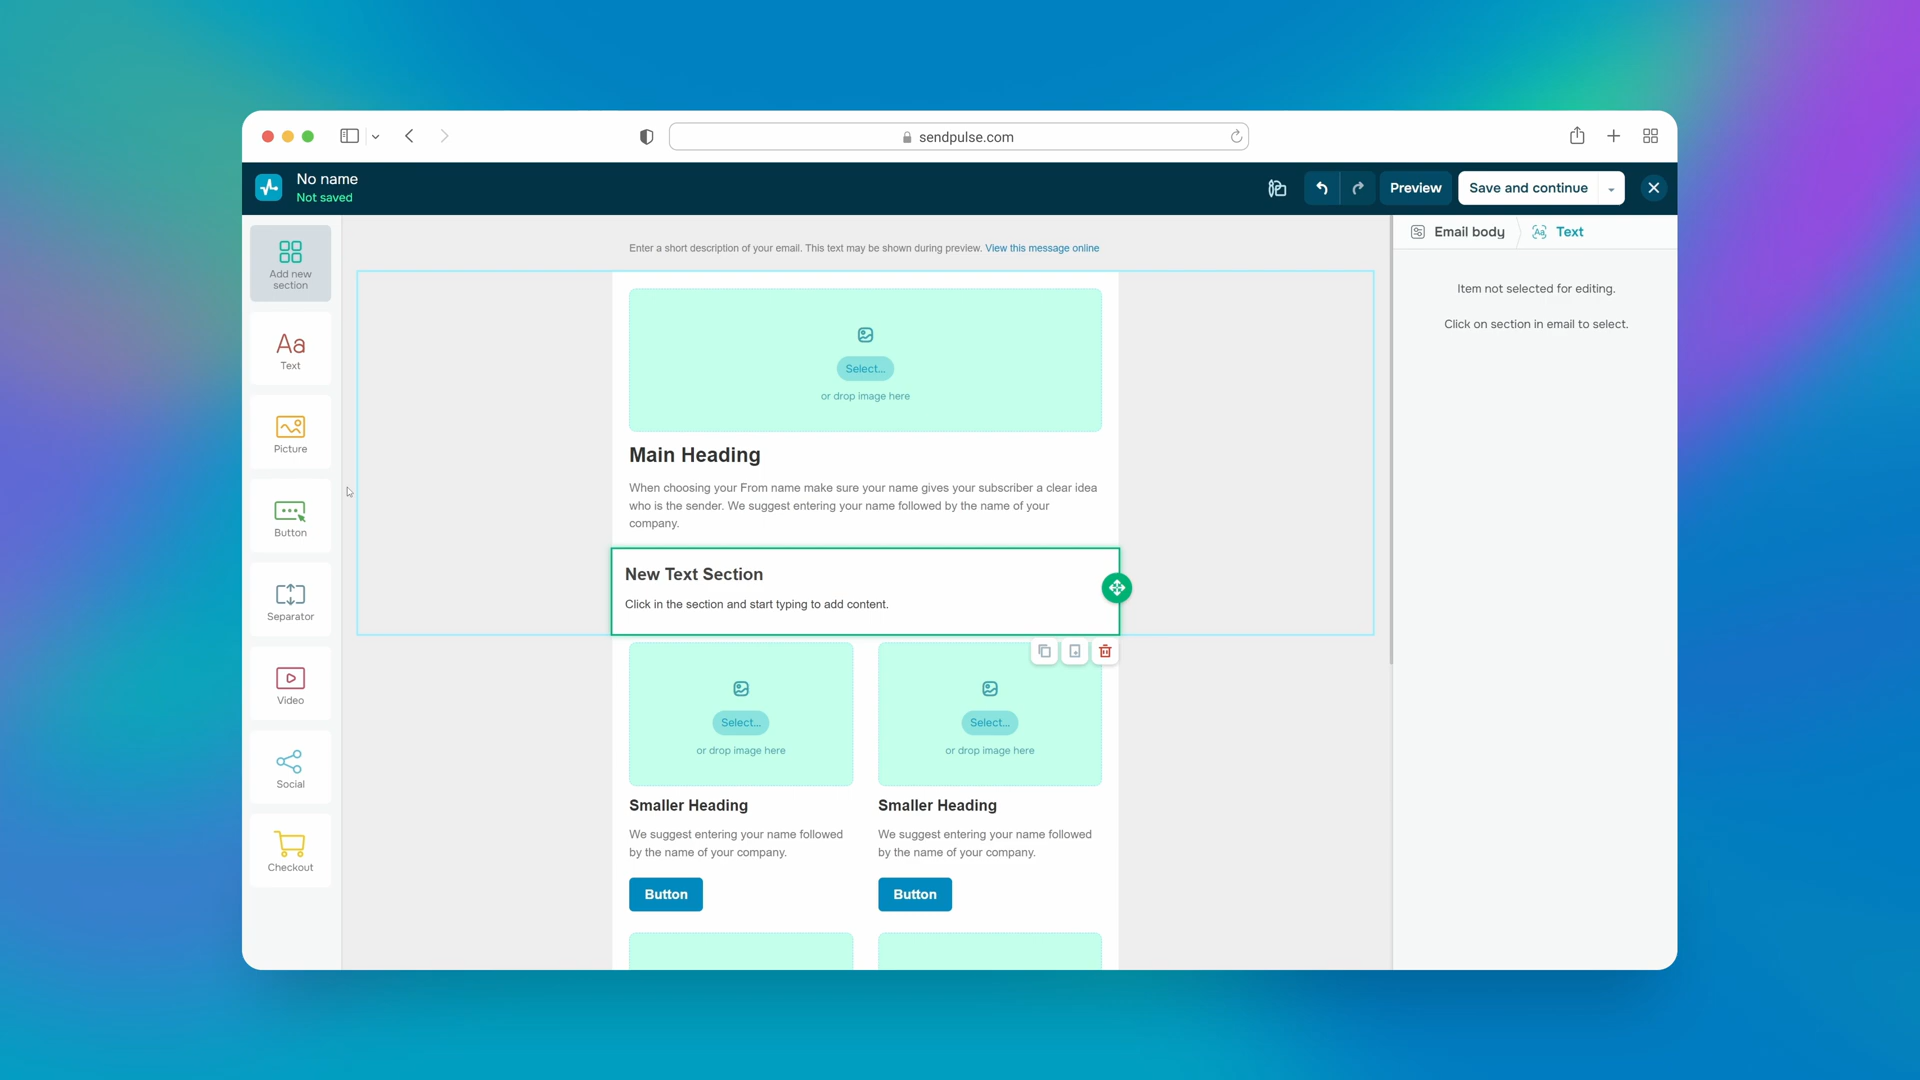 sendpulse.com
No name
Not saved
Preview
Save and continue
Add new
section
Text
Picture
Button
Separator
Video
Social
Checkout
Enter a short description of your email. This text may be shown during preview. View this message online
Select...
or drop image here
Main Heading
When choosing your From name make sure your name gives your subscriber a clear idea
who is the sender. We suggest entering your name followed by the name of your
company.
New Text Section
Click in the section and start typing to add content.
Select...
or drop image here
Select...
or drop image here
Smaller Heading
We suggest entering your name followed
by the name of your company.
Button
Smaller Heading
We suggest entering your name followed
by the name of your company.
Button
Email body
Aa Text
Item not selected for editing.
Click on section in email to select.